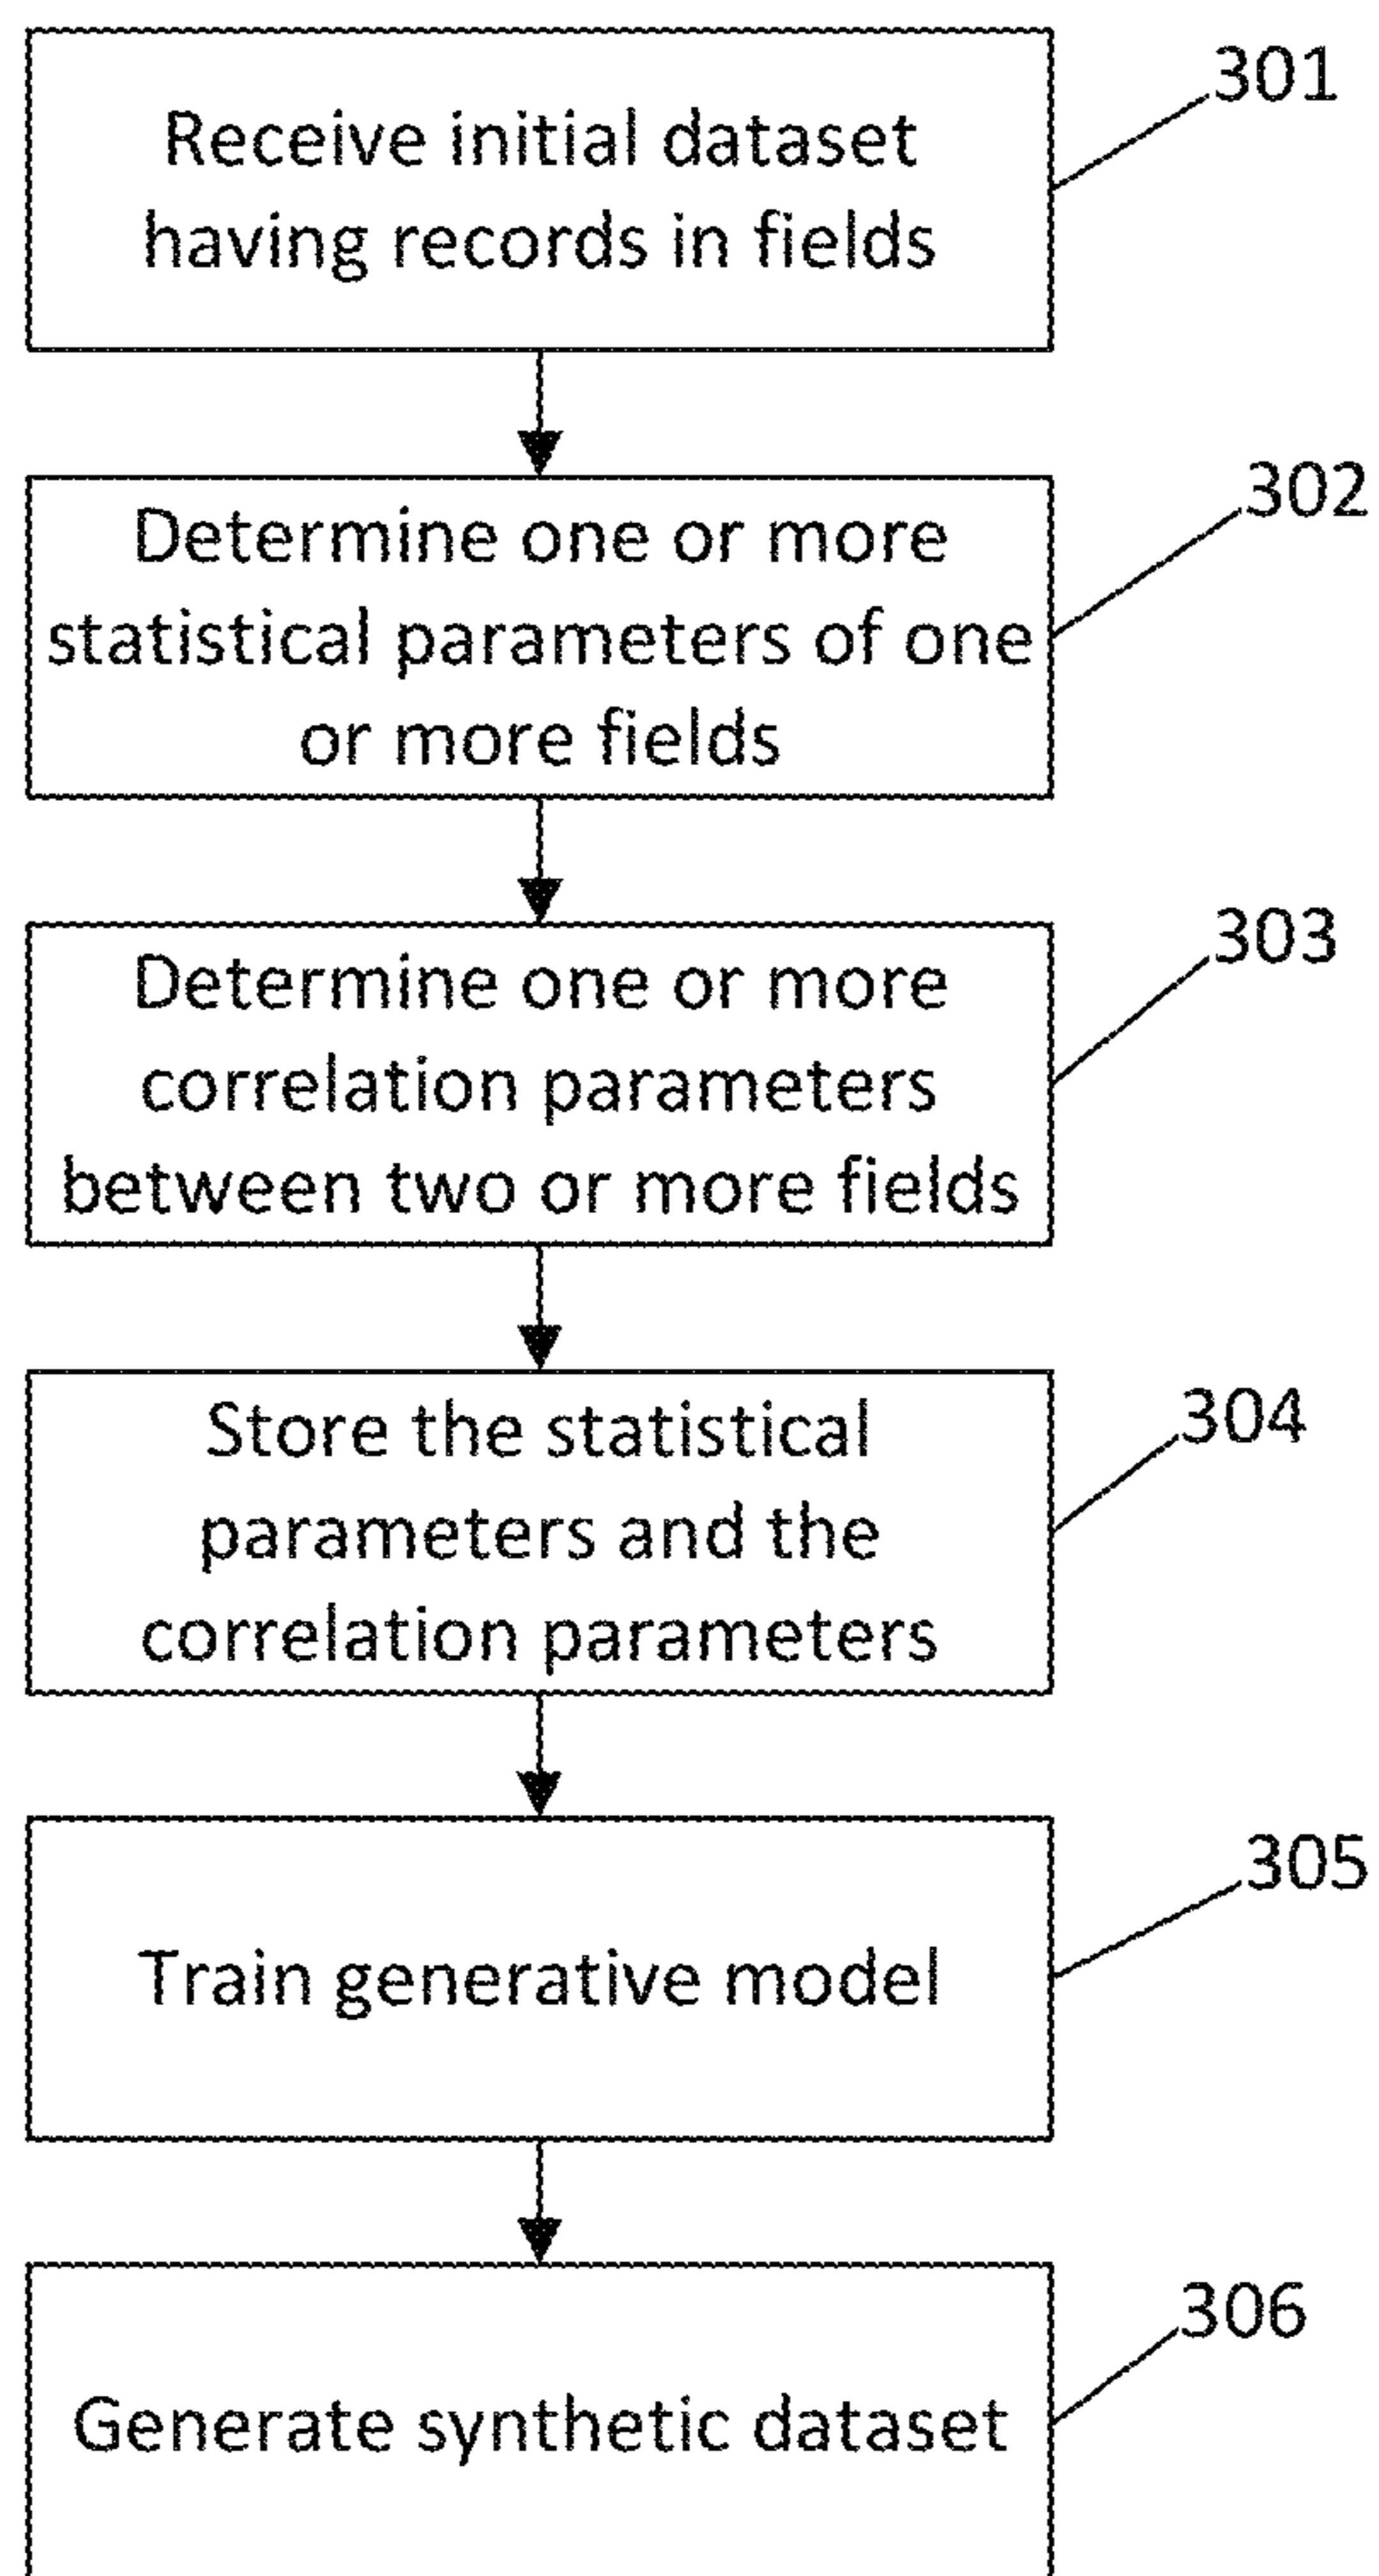 301
Receive initial dataset
having records in fields
302
Determine one or more
statistical parameters of one
or more fields
303
Determine one or more
correlation parameters
between two or more fields
304
Store the statistical
parameters and the
correlation parameters
305
Train generative model
306
Generate synthetic dataset